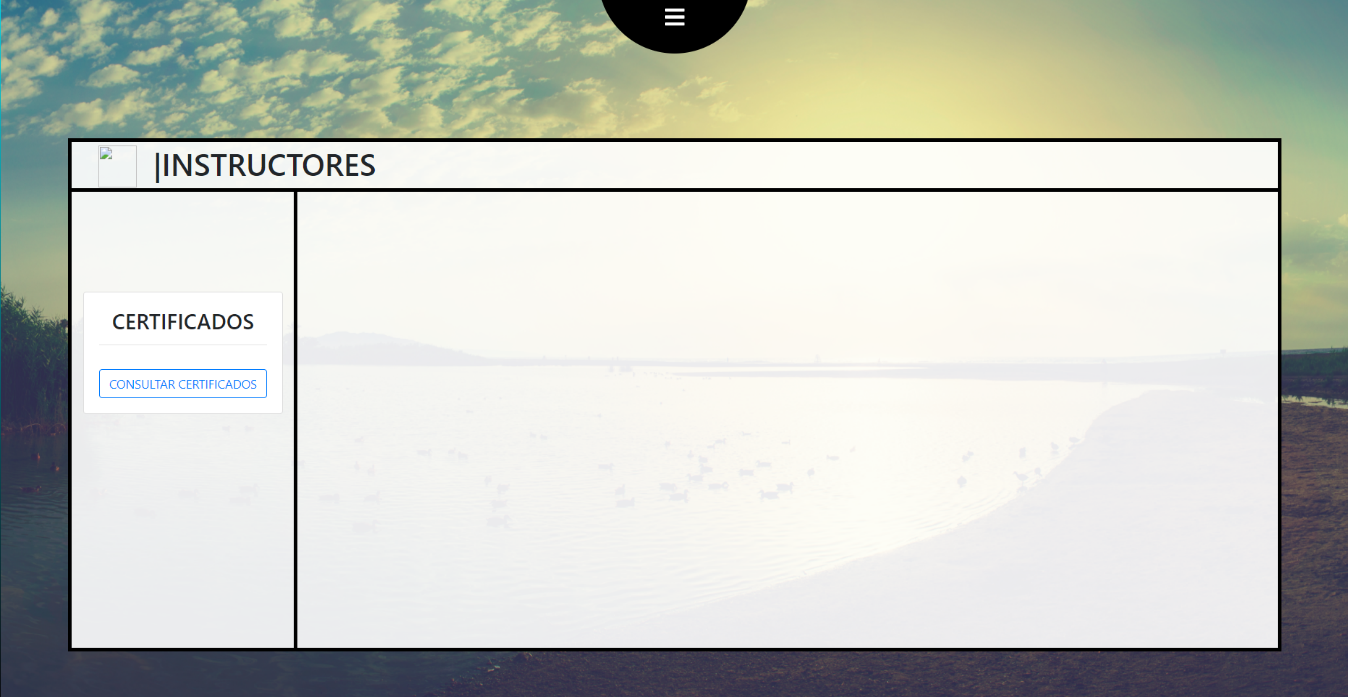 |INSTRUCTORES
CERTIFICADOS
CONSULTAR CERTIFICADOS